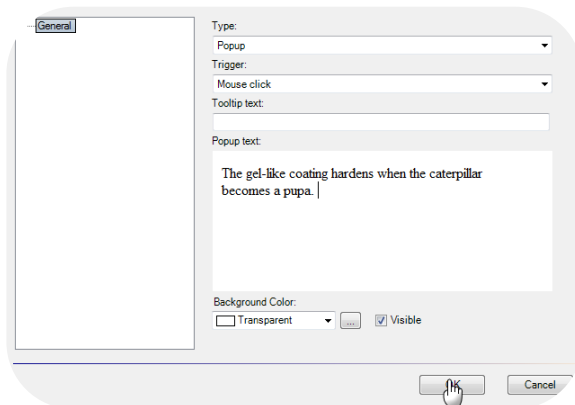 General
Type:
Popup
Trigger:
Mouse click
Tooltip text:
Popup text:
The gel-like coating hardens when the caterpillar
becomes a pupa.
Background Color:
Transparent ... Visible
OK Cancel